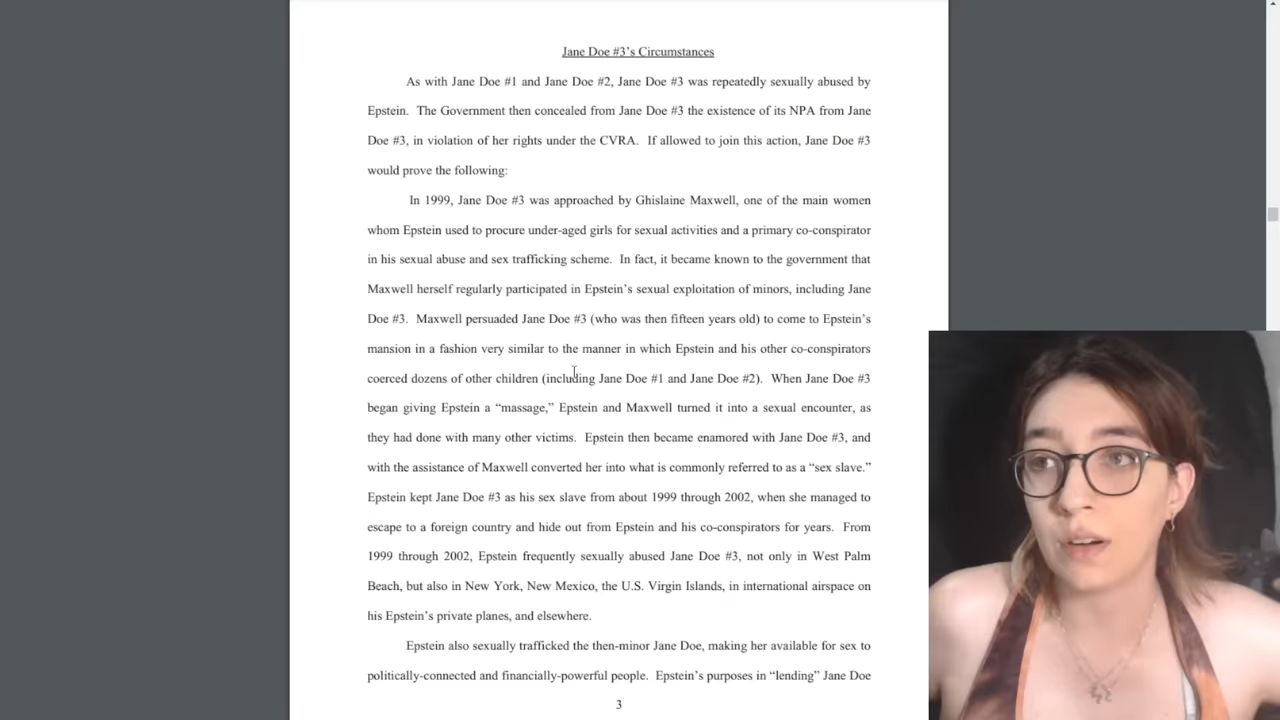 Jane Doe #3's Circumstances
As with Jane Doe #1 and Jane Doe #2, Jane Doe #3 was repeatedly sexually abused by
Epstein. The Government then concealed from Jane Doe #3 the existence of its NPA from Jane
Doe #3, in violation of her rights under the CVRA. If allowed to join this action, Jane Doe #3
would prove the following:
In 1999, Jane Doe #3 was approached by Ghislaine Maxwell, one of the main women
whom Epstein used to procure under-aged girls for sexual activities and a primary co-conspirator
in his sexual abuse and sex trafficking scheme. In fact, it became known to the government that
Maxwell herself regularly participated in Epstein's sexual exploitation of minors, including Jane
Doe #3. Maxwell persuaded Jane Doe #3 (who was then fifteen years old) to come to Epstein's
mansion in a fashion very similar to the manner in which Epstein and his other co-conspirators
coerced dozens of other children (including Jane Doe #1 and Jane Doe #2). When Jane Doe #3
began giving Epstein a "massage," Epstein and Maxwell turned it into a sexual encounter, as
they had done with many other victims. Epstein then became enamored with Jane Doe #3, and
with the assistance of Maxwell converted her into what is commonly referred to as a "sex slave."
Epstein kept Jane Doe #3 as his sex slave from about 1999 through 2002, when she managed to
escape to a foreign country and hide out from Epstein and his co-conspirators for years. From
1999 through 2002, Epstein frequently sexually abused Jane Doe #3, not only in West Palm
Beach, but also in New York, New Mexico, the U.S. Virgin Islands, in international airspace on
his Epstein's private planes, and elsewhere.
Epstein also sexually trafficked the then-minor Jane Doe, making her available for sex to
politically-connected and financially-powerful people. Epstein's purposes in "lending" Jane Doe
3